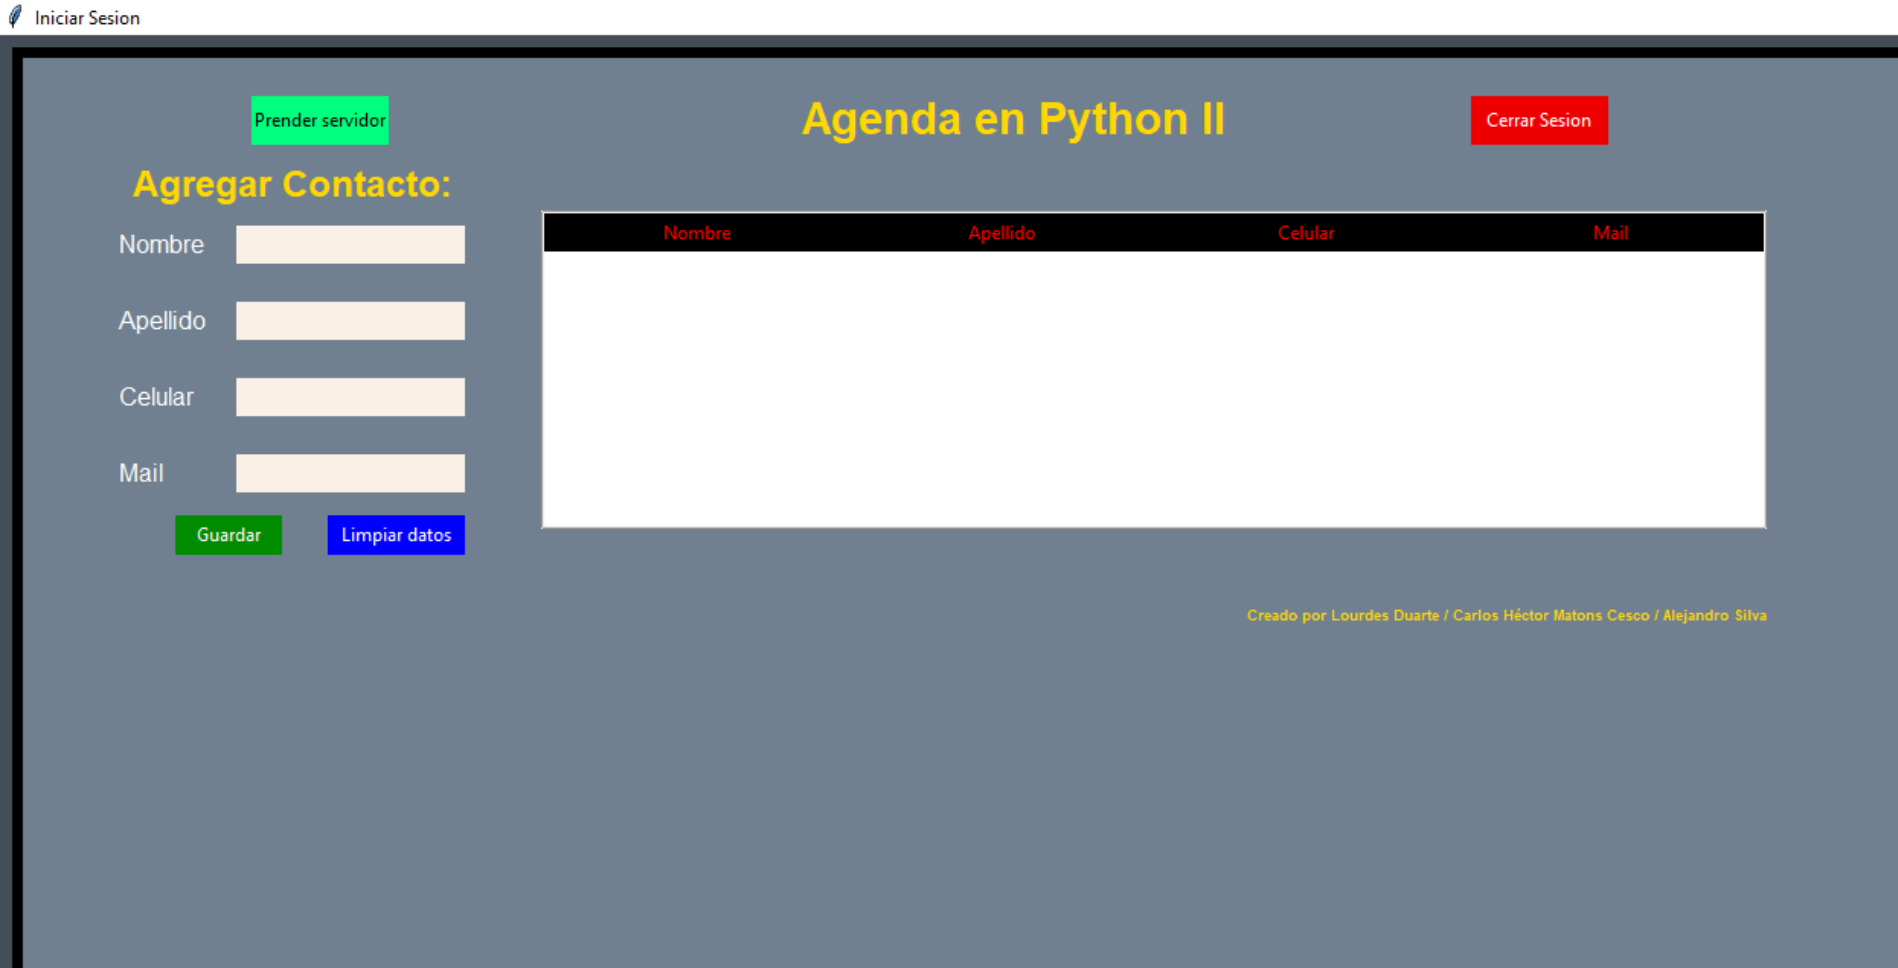 Iniciar Sesion
Prender servidor
Agenda en Python II
Cerrar Sesion
Agregar Contacto:
Nombre
Apellido
Celular
Mail
Guardar
Limpiar datos
Nombre Apellido Celular Mail
Creado por Lourdes Duarte / Carlos Héctor Matons Cesco / Alejandro Silva